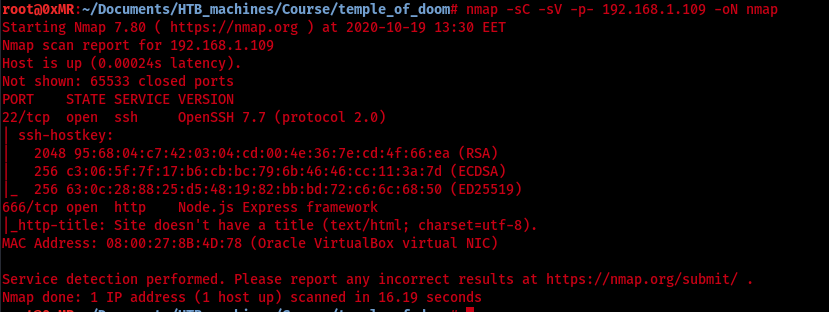 root@0xMR:~/Documents/HTB_machines/Course/temple_of_doom# nmap -sC -sV -p- 192.168.1.109 -oN nmap
Starting Nmap 7.80 ( https://nmap.org ) at 2020-10-19 13:30 EET
Nmap scan report for 192.168.1.109
Host is up (0.00024s latency).
Not shown: 65533 closed ports
PORT    STATE SERVICE VERSION
22/tcp  open  ssh     OpenSSH 7.7 (protocol 2.0)
| ssh-hostkey:
|   2048 95:68:04:c7:42:03:04:cd:00:4e:36:7e:cd:4f:66:ea (RSA)
|   256 c3:06:5f:7f:17:b6:cb:bc:79:6b:46:46:cc:11:3a:7d (ECDSA)
|_  256 63:0c:28:88:25:d5:48:19:82:bb:bd:72:c6:6c:68:50 (ED25519)
666/tcp open  http    Node.js Express framework
|_http-title: Site doesn't have a title (text/html; charset=utf-8).
MAC Address: 08:00:27:8B:4D:78 (Oracle VirtualBox virtual NIC)
Service detection performed. Please report any incorrect results at https://nmap.org/submit/ .
Nmap done: 1 IP address (1 host up) scanned in 16.19 seconds
root@0xMR:~/Documents/HTB_machines/Course/temple_of_doom#